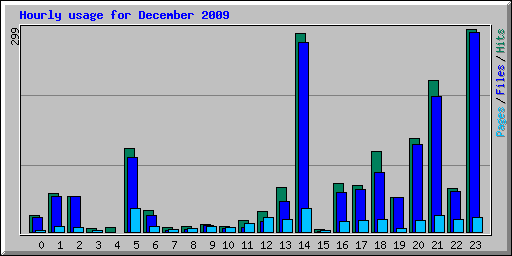 Hourly usage for December 2009
299
Pages / Files / Hits
0 1 2 3 4 5 6 7 8 9 10 11 12 13 14 15 16 17 18 19 20 21 22 23